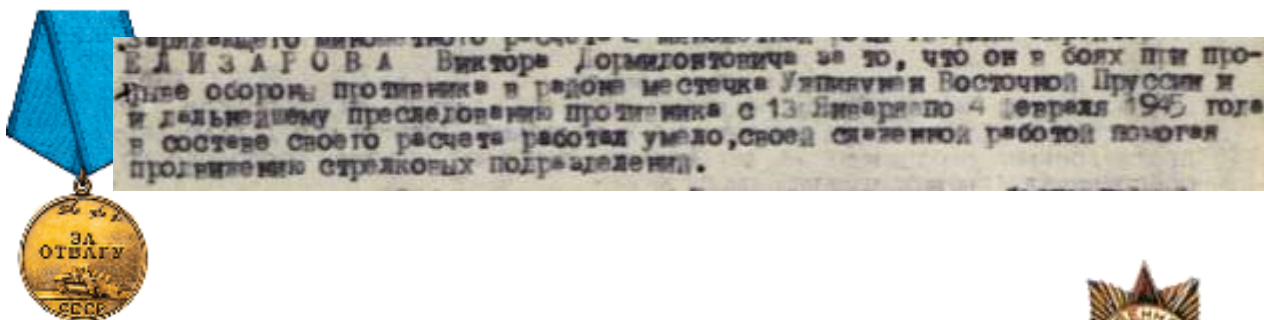 ЕЛИЗАРОВА Виктора Дормидонтовича за то, что он в боях при про-
рыве обороны противника в районе местечка Восточной Пруссии и
и дальнейшему преследованию противника с 13 Января по 4 февраля 1945 года
в составе своего расчета работал умело, своей слаженной работой помогая
продвижению стрелковых подразделений.
ЗА
ОТВАГУ
СССР